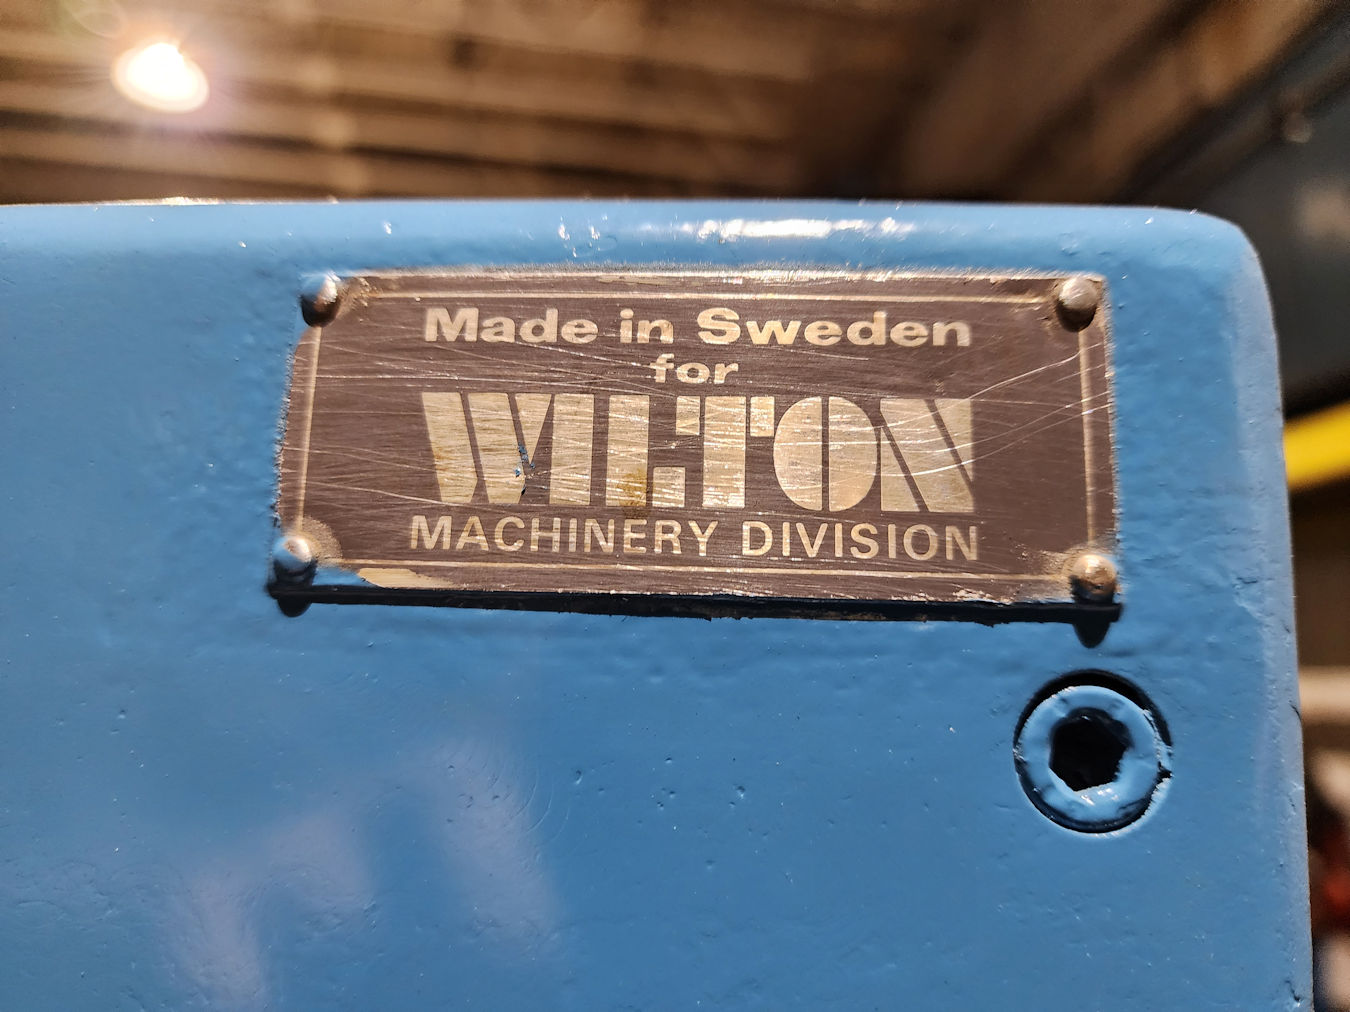 Made in Sweden
for
WILTON
MACHINERY DIVISION